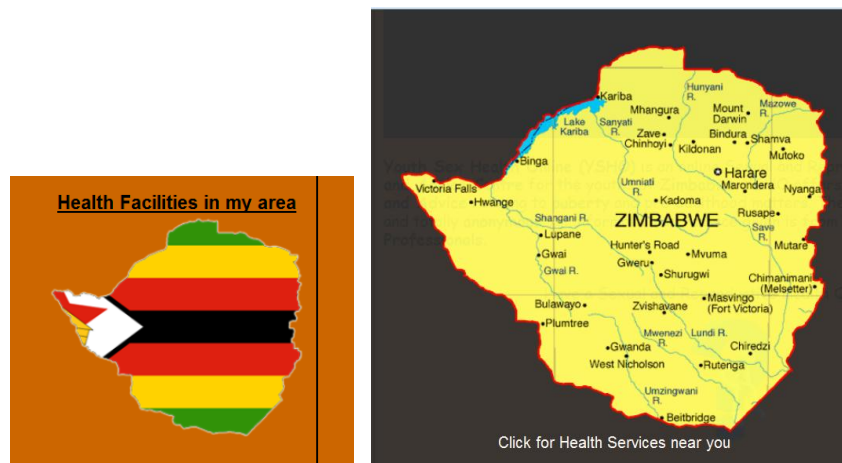 Health Facilities in my area
Kariba
Hunyani
R.
Mhangura
Mount
Darwin
Mazowe
R.
Lake
Kariba
Sanyati
R.
Zave
Chinhoyi
Kildonan
Bindura
Shamva
Mutoko
Binga
Harare
Victoria Falls
Hwange
Umniati
R.
Marondera
Nyanga
Kadoma
Shangani R.
ZIMBABWE
Rusape
Save
R.
Lupane
Hunter's Road
Mutare
Gwai
Gwai R.
Gweru
Mvuma
Shurugwi
Chimanimani
(Melsetter)
Bulawayo
Zvishavane
Masvingo
(Fort Victoria)
Plumtree
Mwenezi
R.
Lundi R.
Gwanda
Chiredzi
West Nicholson
Rutenga
Umzingwani
R.
Beitbridge
Click for Health Services near you